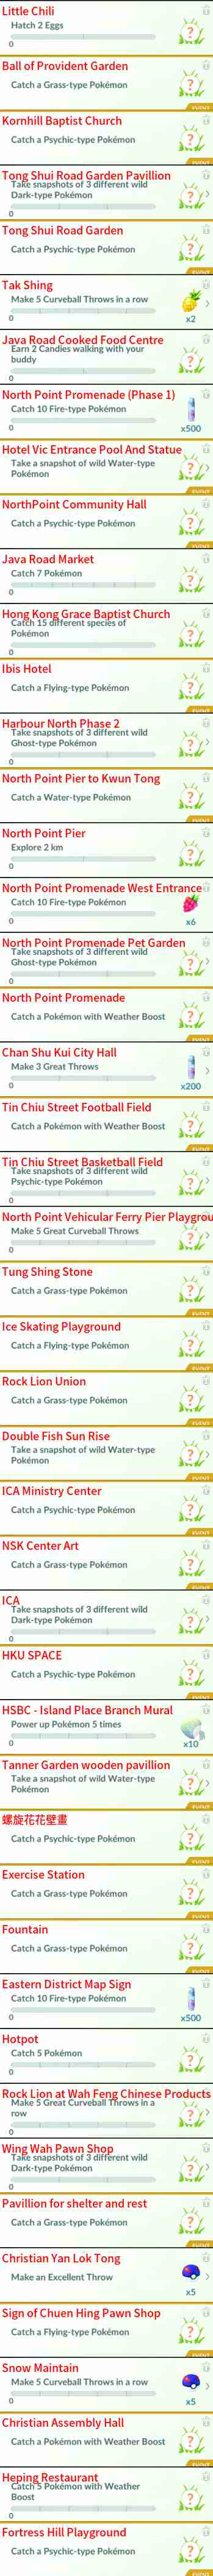 Little Chili
Hatch 2 Eggs
0
Ball of Provident Garden
Catch a Grass-type Pokémon
EVENT
Kornhill Baptist Church
Catch a Psychic-type Pokémon
EVENT
Tong Shui Road Garden Pavillion
Take snapshots of 3 different wild
Dark-type Pokémon
0
EVENT
Tong Shui Road Garden
Catch a Psychic-type Pokémon
EVENT
Tak Shing
Make 5 Curveball Throws in a row
0
x2
Java Road Cooked Food Centre
Earn 2 Candies walking with your
buddy
0
North Point Promenade (Phase 1)
Catch 10 Fire-type Pokémon
0
x500
EVENT
Hotel Vic Entrance Pool And Statue
Take a snapshot of wild Water-type
Pokémon
EVENT
NorthPoint Community Hall
Catch a Psychic-type Pokémon
EVENT
Java Road Market
Catch 7 Pokémon
0
Hong Kong Grace Baptist Church
Catch 15 different species of
Pokémon
0
Ibis Hotel
Catch a Flying-type Pokémon
EVENT
Harbour North Phase 2
Take snapshots of 3 different wild
Ghost-type Pokémon
0
EVENT
North Point Pier to Kwun Tong
Catch a Water-type Pokémon
EVENT
North Point Pier
Explore 2 km
0
North Point Promenade West Entrance
Catch 10 Fire-type Pokémon
0
x6
EVENT
North Point Promenade Pet Garden
Take snapshots of 3 different wild
Ghost-type Pokémon
0
EVENT
North Point Promenade
Catch a Pokémon with Weather Boost
EVENT
Chan Shu Kui City Hall
Make 3 Great Throws
0
x200
Tin Chiu Street Football Field
Catch a Pokémon with Weather Boost
EVENT
Tin Chiu Street Basketball Field
Take snapshots of 3 different wild
Psychic-type Pokémon
0
EVENT
North Point Vehicular Ferry Pier Playgrou
Make 5 Great Curveball Throws
0
Tung Shing Stone
Catch a Grass-type Pokémon
EVENT
Ice Skating Playground
Catch a Flying-type Pokémon
EVENT
Rock Lion Union
Catch a Grass-type Pokémon
EVENT
Double Fish Sun Rise
Take a snapshot of wild Water-type
Pokémon
EVENT
ICA Ministry Center
Catch a Psychic-type Pokémon
EVENT
NSK Center Art
Catch a Grass-type Pokémon
EVENT
ICA
Take snapshots of 3 different wild
Dark-type Pokémon
0
EVENT
HKU SPACE
Catch a Psychic-type Pokémon
EVENT
HSBC - Island Place Branch Mural
Power up Pokémon 5 times
0
x10
Tanner Garden wooden pavillion
Take a snapshot of wild Water-type
Pokémon
EVENT
螺旋花花壁畫
Catch a Psychic-type Pokémon
EVENT
Exercise Station
Catch a Grass-type Pokémon
EVENT
Fountain
Catch a Grass-type Pokémon
EVENT
Eastern District Map Sign
Catch 10 Fire-type Pokémon
0
x500
EVENT
Hotpot
Catch 5 Pokémon
0
Rock Lion at Wah Feng Chinese Products
Make 5 Great Curveball Throws in a
row
0
Wing Wah Pawn Shop
Take snapshots of 3 different wild
Dark-type Pokémon
0
EVENT
Pavillion for shelter and rest
Catch a Grass-type Pokémon
EVENT
Christian Yan Lok Tong
Make an Excellent Throw
x5
Sign of Chuen Hing Pawn Shop
Catch a Flying-type Pokémon
EVENT
Snow Maintain
Make 5 Curveball Throws in a row
0
x5
Christian Assembly Hall
Catch a Pokémon with Weather Boost
EVENT
Heping Restaurant
Catch 5 Pokémon with Weather
Boost
0
EVENT
Fortress Hill Playground
Catch a Psychic-type Pokémon
EVENT